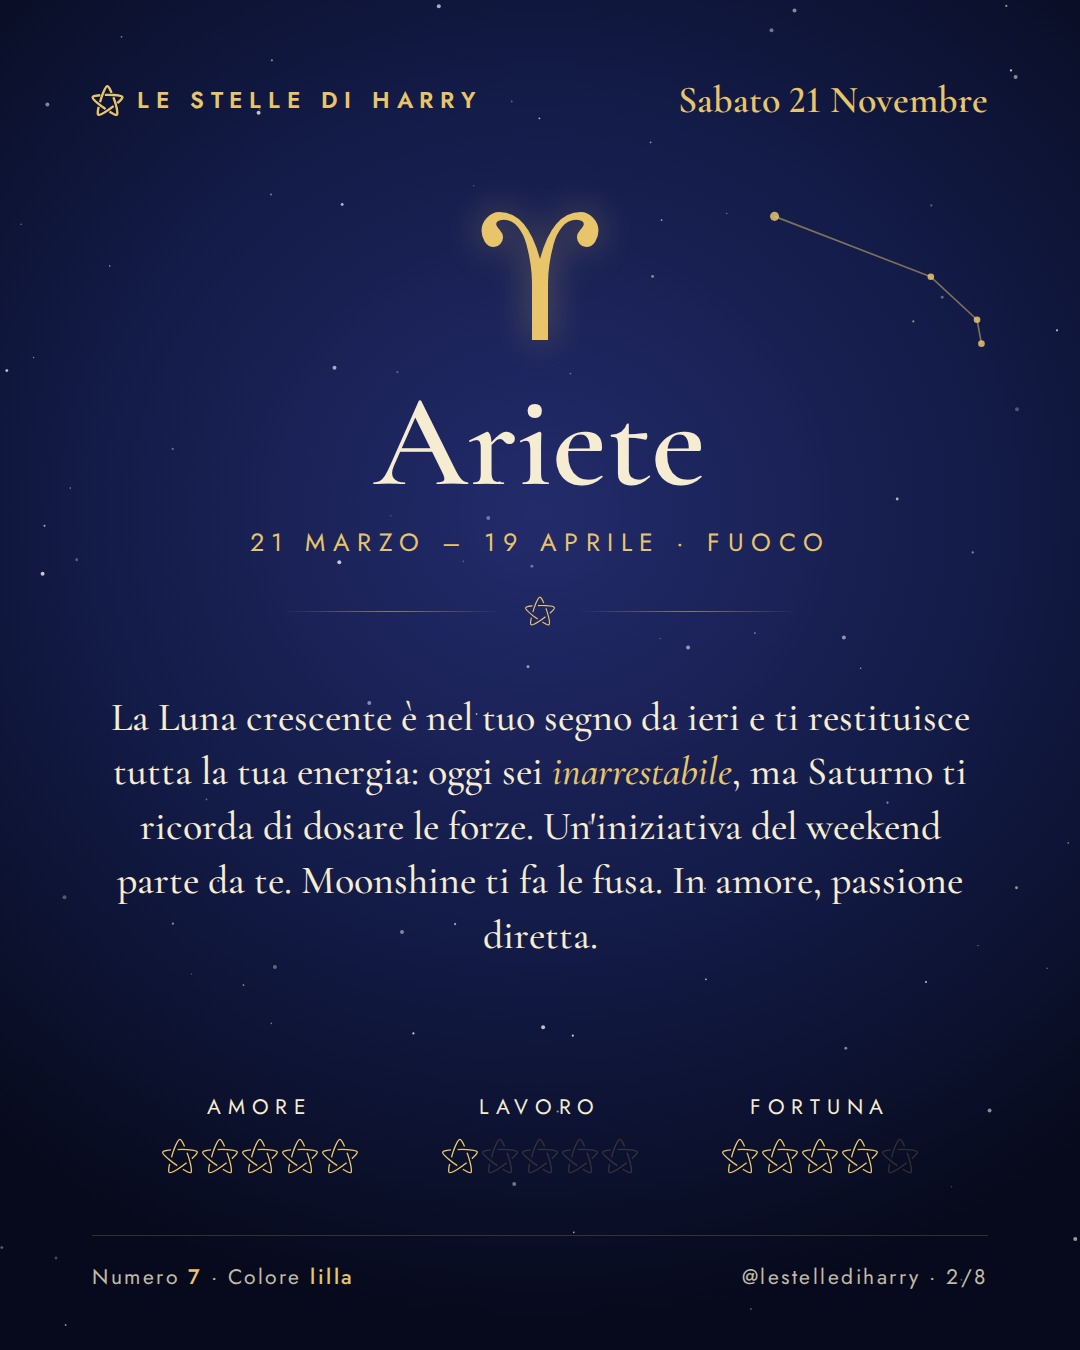 LE STELLE DI HARRY
Sabato 21 Novembre
Ariete
21 MARZO – 19 APRILE · FUOCO
La Luna crescente è nel tuo segno da ieri e ti restituisce
tutta la tua energia: oggi sei inarrestabile, ma Saturno ti
ricorda di dosare le forze. Un'iniziativa del weekend
parte da te. Moonshine ti fa le fusa. In amore, passione
diretta.
AMORE
LAVORO
FORTUNA
Numero 7 · Colore lilla
@lestellediharry · 2/8